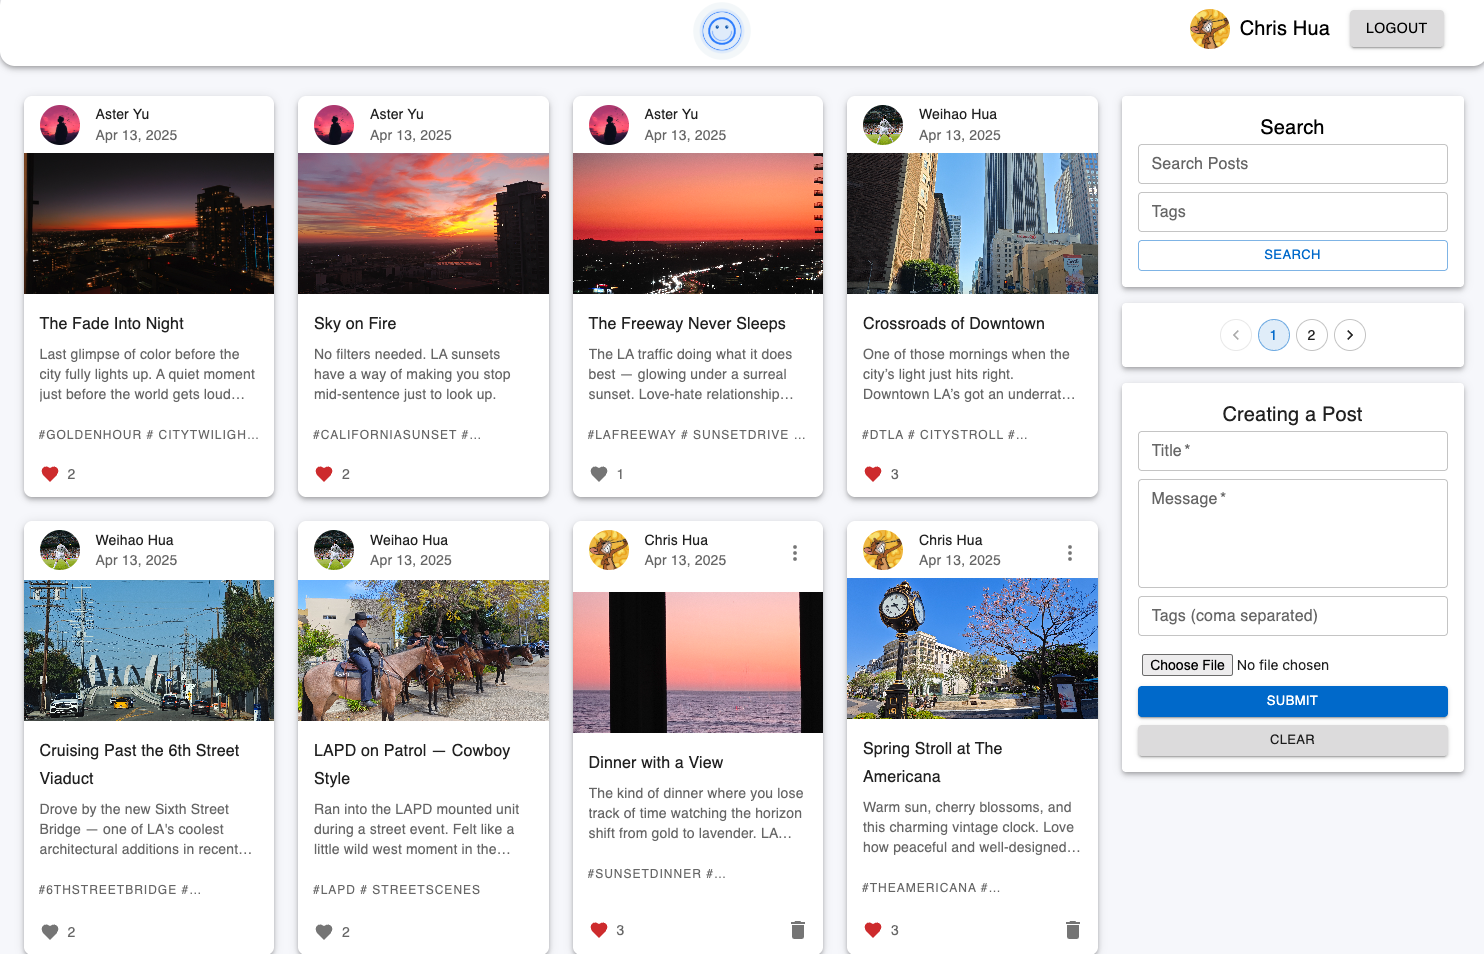 Chris Hua
LOGOUT
Aster Yu
Apr 13, 2025
The Fade Into Night
Last glimpse of color before the
city fully lights up. A quiet moment
just before the world gets loud...
#GOLDENHOUR # CITYTWILIGH...
2
Aster Yu
Apr 13, 2025
Sky on Fire
No filters needed. LA sunsets
have a way of making you stop
mid-sentence just to look up.
#CALIFORNIASUNSET #...
2
Aster Yu
Apr 13, 2025
The Freeway Never Sleeps
The LA traffic doing what it does
best — glowing under a surreal
sunset. Love-hate relationship...
#LAFREEWAY # SUNSETDRIVE ...
1
Weihao Hua
Apr 13, 2025
Crossroads of Downtown
One of those mornings when the
city’s light just hits right.
Downtown LA’s got an underrat...
#DTLA # CITYSTROLL #...
3
Weihao Hua
Apr 13, 2025
Cruising Past the 6th Street
Viaduct
Drove by the new Sixth Street
Bridge — one of LA's coolest
architectural additions in recent...
#6THSTREETBRIDGE #...
2
Weihao Hua
Apr 13, 2025
LAPD on Patrol — Cowboy
Style
Ran into the LAPD mounted unit
during a street event. Felt like a
little wild west moment in the...
#LAPD # STREETSCENES
2
Chris Hua
Apr 13, 2025
Dinner with a View
The kind of dinner where you lose
track of time watching the horizon
shift from gold to lavender. LA...
#SUNSETDINNER #...
3
Chris Hua
Apr 13, 2025
Spring Stroll at The
Americana
Warm sun, cherry blossoms, and
this charming vintage clock. Love
how peaceful and well-designed...
#THEAMERICANA #...
3
Search
Search Posts
Tags
SEARCH
1 2
Creating a Post
Title *
Message *
Tags (coma separated)
Choose File No file chosen
SUBMIT
CLEAR